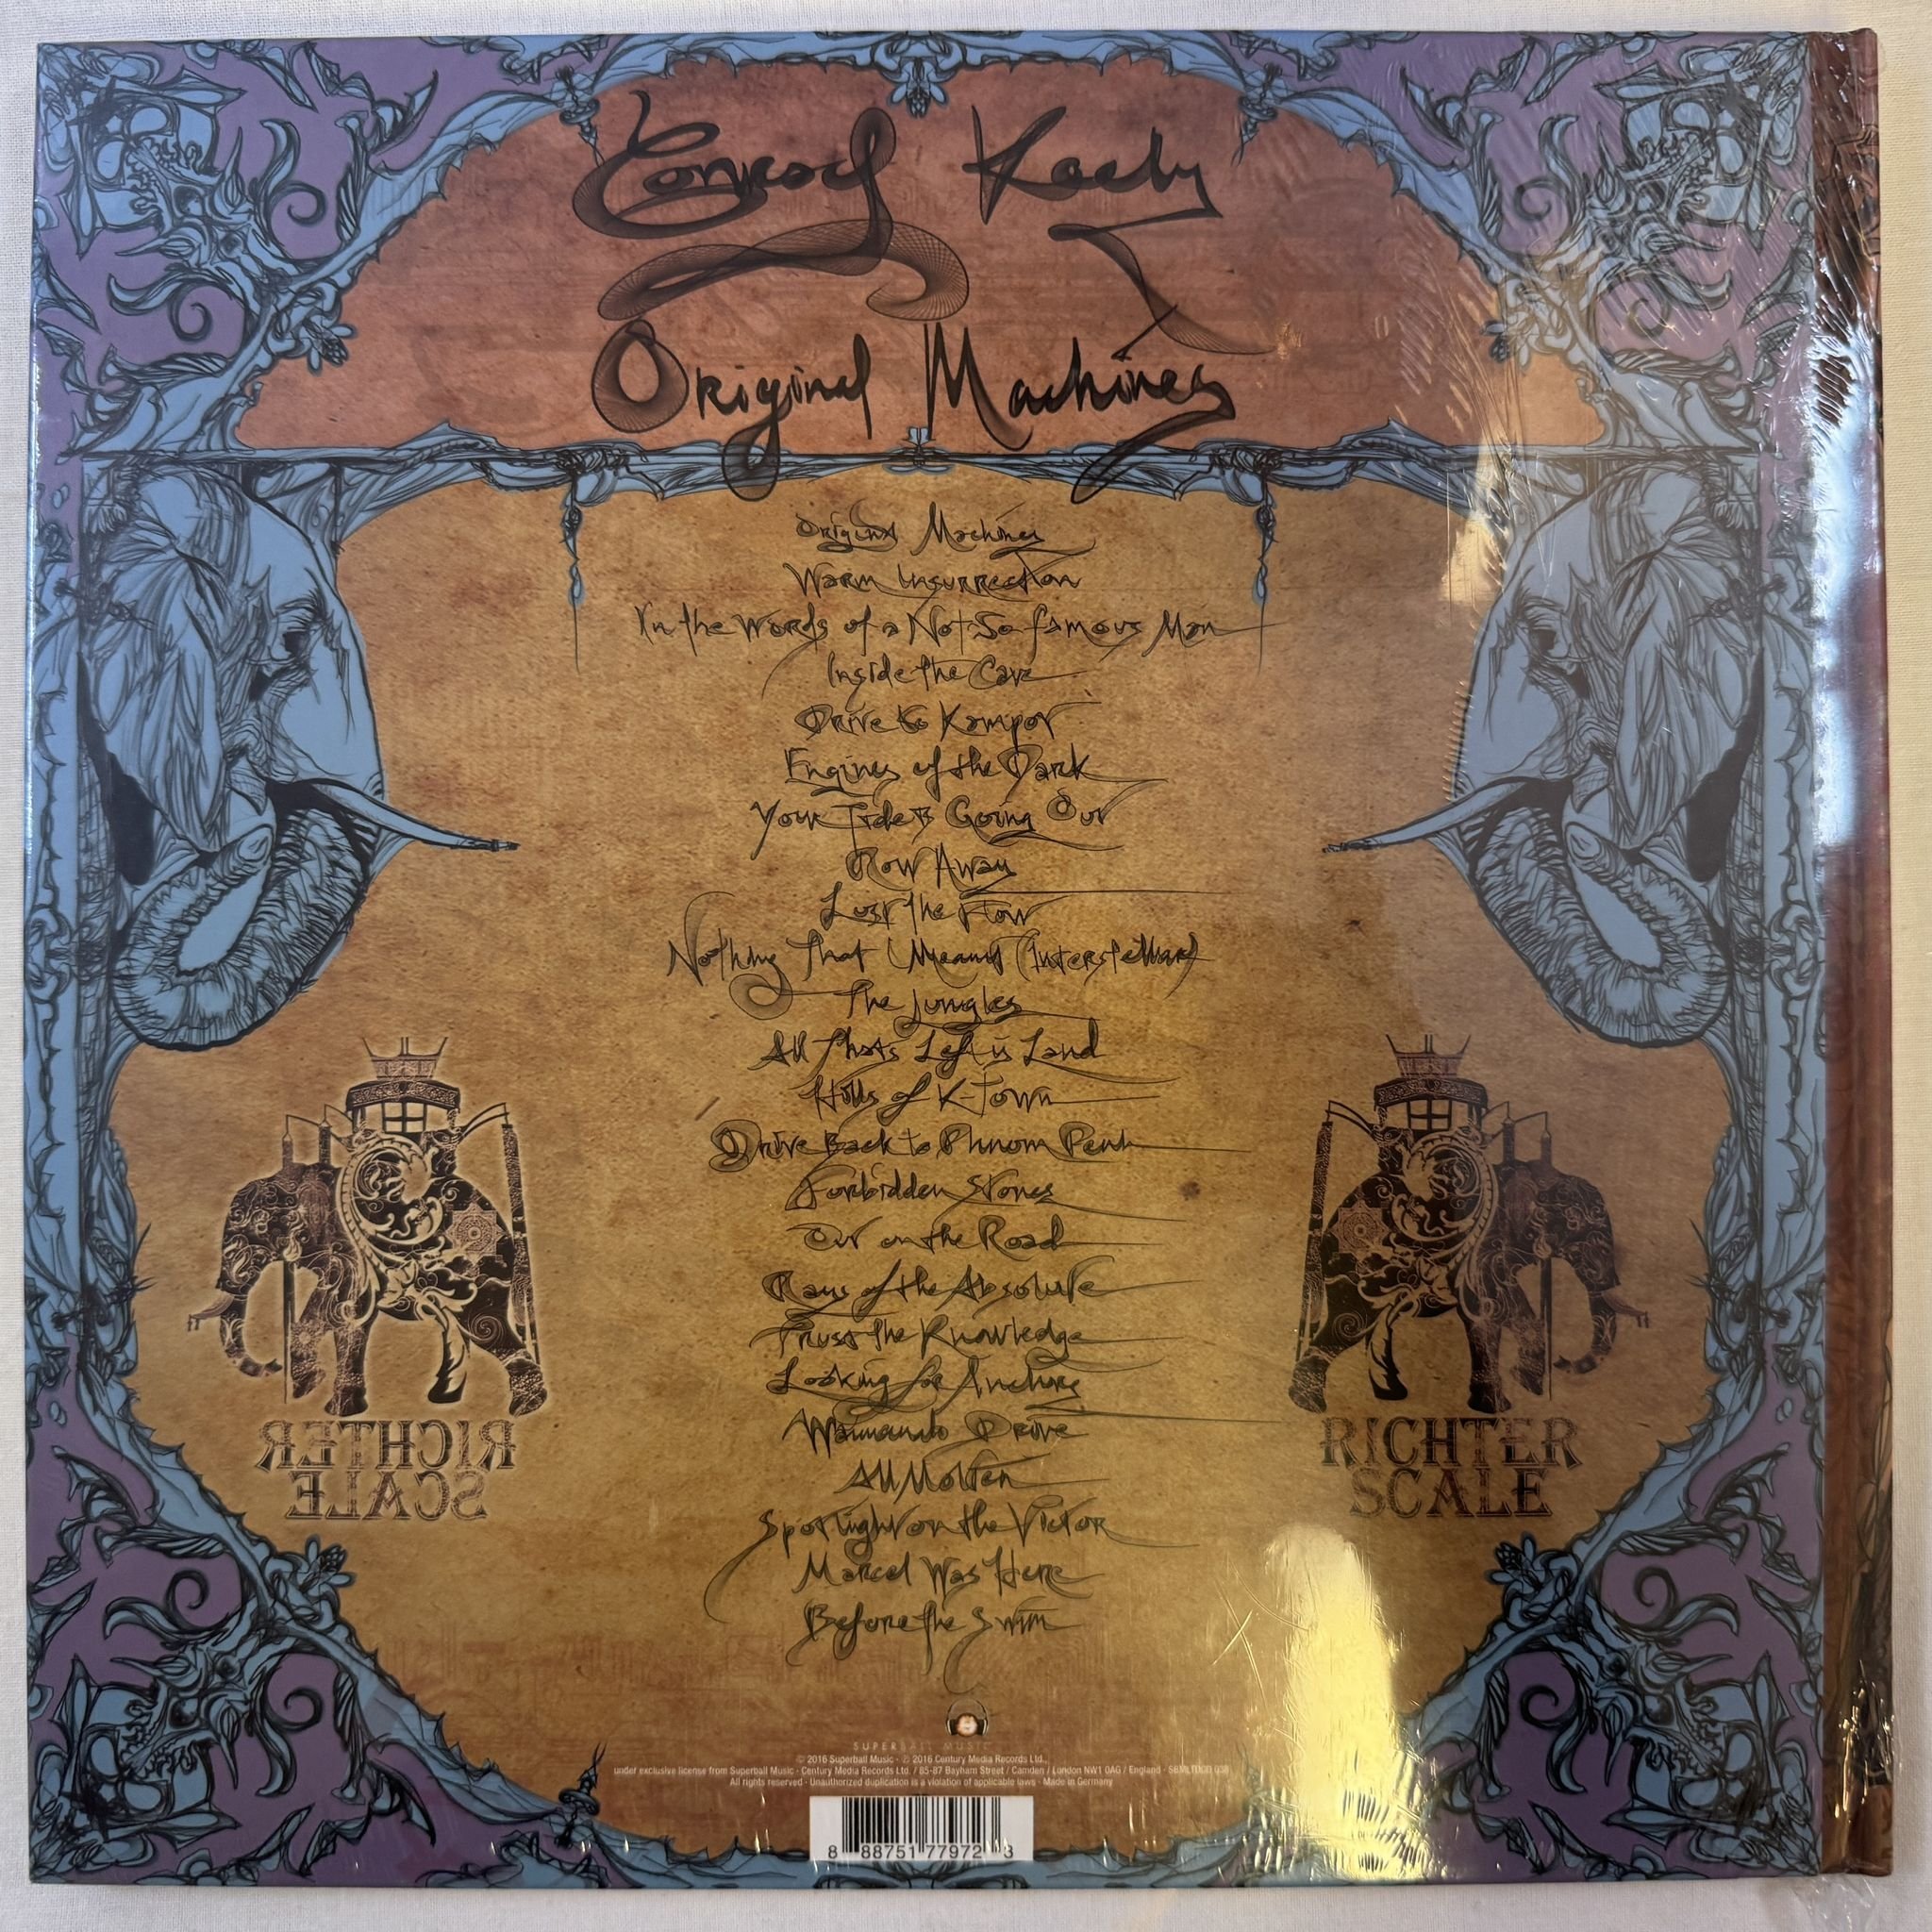 Conrad Keely
Original Machines
Original Machines
Warm Insurrection
In the Words of a Not So famous Man
Inside the Cave
Drive to Kampot
Engines of the Dark
Your Tide is Going Out
Row Away
Lost the Flow
Nothing That I Meant (Interstellar)
The Jungles
All Thats Left is Land
Hills of K-Town
Drive Back to Phnom Penh
Forbidden Stones
Out on the Road
Rays of the Absolute
Trust the Knowledge
Looking for Anchors
Waimanalo Drive
All Molten
Spotlight on the Victor
Marcel Was Here
Before the Swim
RICHTER
SCALE
RICHTER
SCALE
SUPERBALL MUSIC
© 2016 Superball Music - ℗ 2016 Century Media Records Ltd.,
under exclusive license from Superball Music - Century Media Records Ltd. / 85-87 Bayham Street / Camden / London NW1 0AG / England -
All rights reserved - Unauthorized duplication is a violation of applicable laws - Made in Germany
8 88751 77972 3